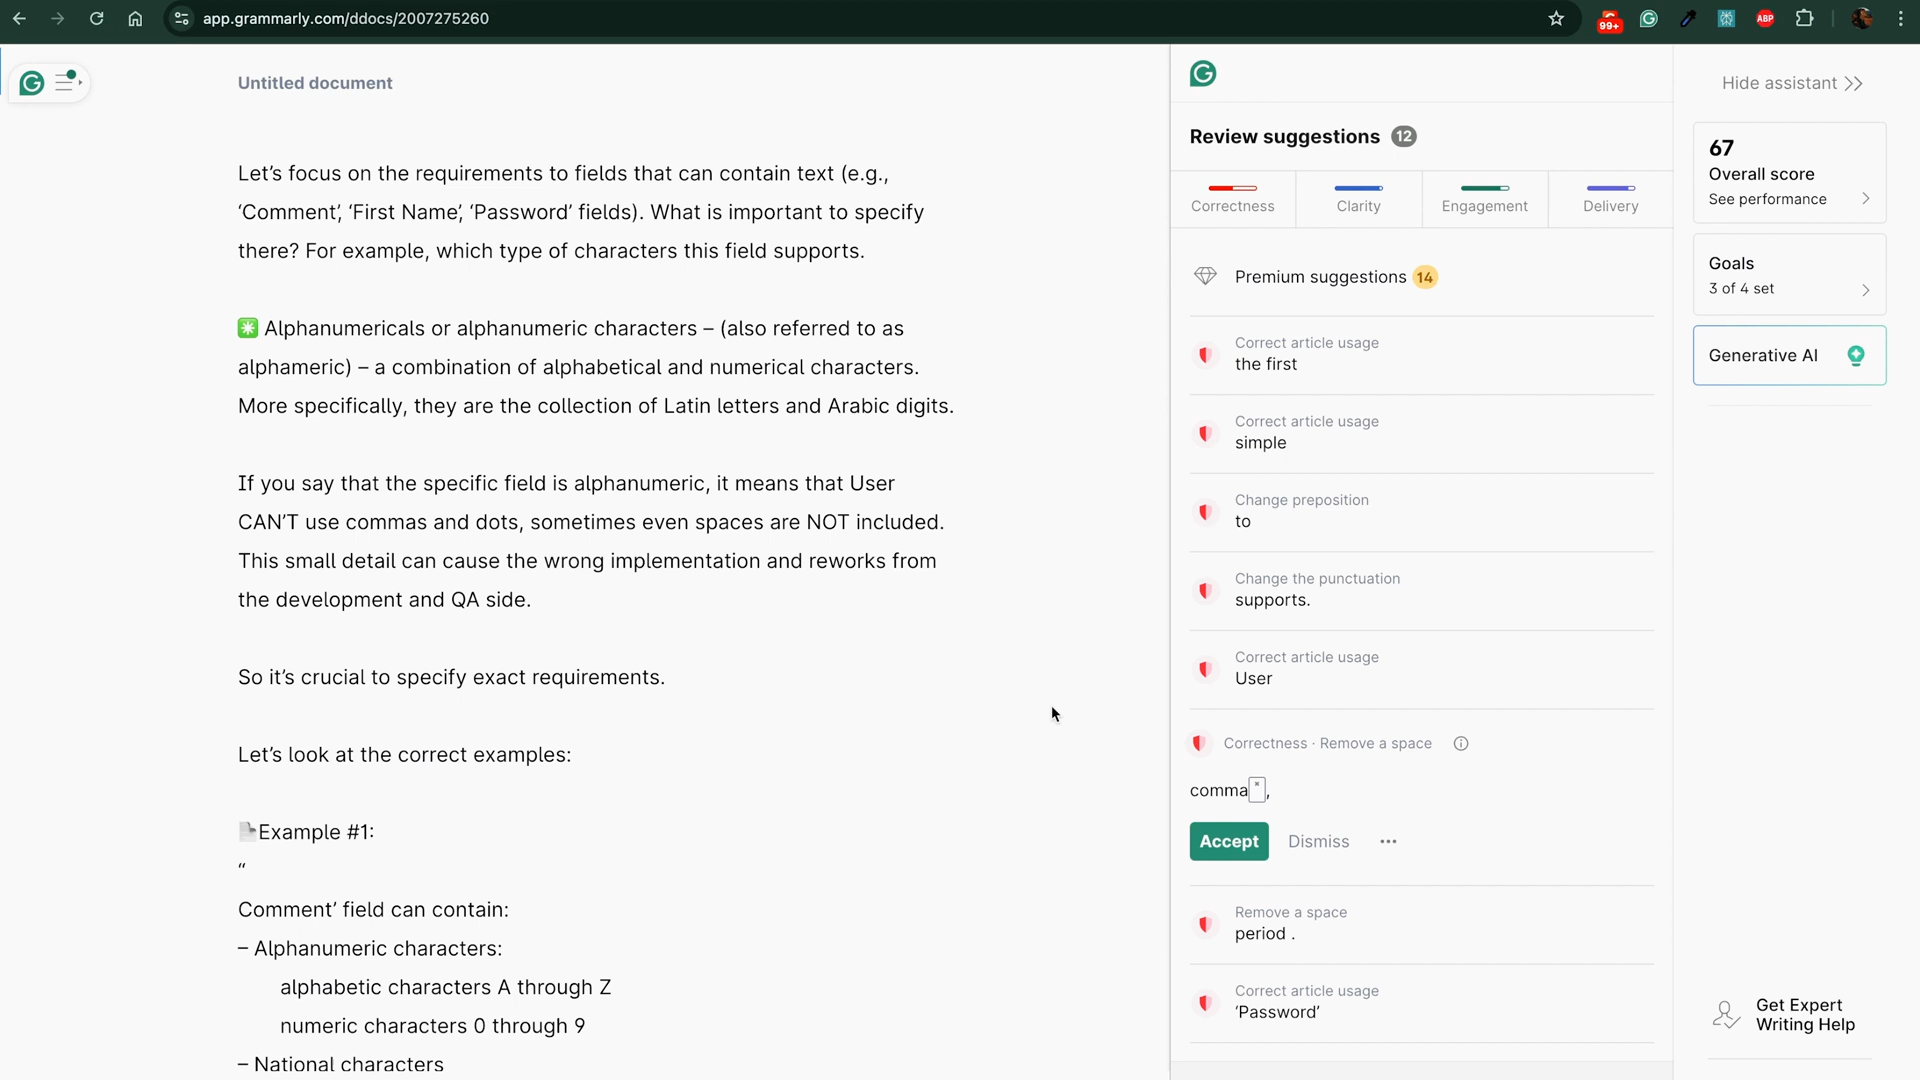 app.grammarly.com/ddocs/2007275260
99+
ABP
Untitled document
Let’s focus on the requirements to fields that can contain text (e.g.,
‘Comment’, ‘First Name’, ‘Password’ fields). What is important to specify
there? For example, which type of characters this field supports.
✳️ Alphanumericals or alphanumeric characters – (also referred to as
alphameric) – a combination of alphabetical and numerical characters.
More specifically, they are the collection of Latin letters and Arabic digits.
If you say that the specific field is alphanumeric, it means that User
CAN’T use commas and dots, sometimes even spaces are NOT included.
This small detail can cause the wrong implementation and reworks from
the development and QA side.
So it’s crucial to specify exact requirements.
Let’s look at the correct examples:
Example #1:
“
Comment’ field can contain:
– Alphanumeric characters:
alphabetic characters A through Z
numeric characters 0 through 9
– National characters
Review suggestions 12
Correctness
Clarity
Engagement
Delivery
Premium suggestions 14
Correct article usage
the first
Correct article usage
simple
Change preposition
to
Change the punctuation
supports.
Correct article usage
User
Correctness · Remove a space
comma ,
Accept
Dismiss
Remove a space
period .
Correct article usage
‘Password’
Hide assistant
67
Overall score
See performance
Goals
3 of 4 set
Generative AI
Get Expert
Writing Help